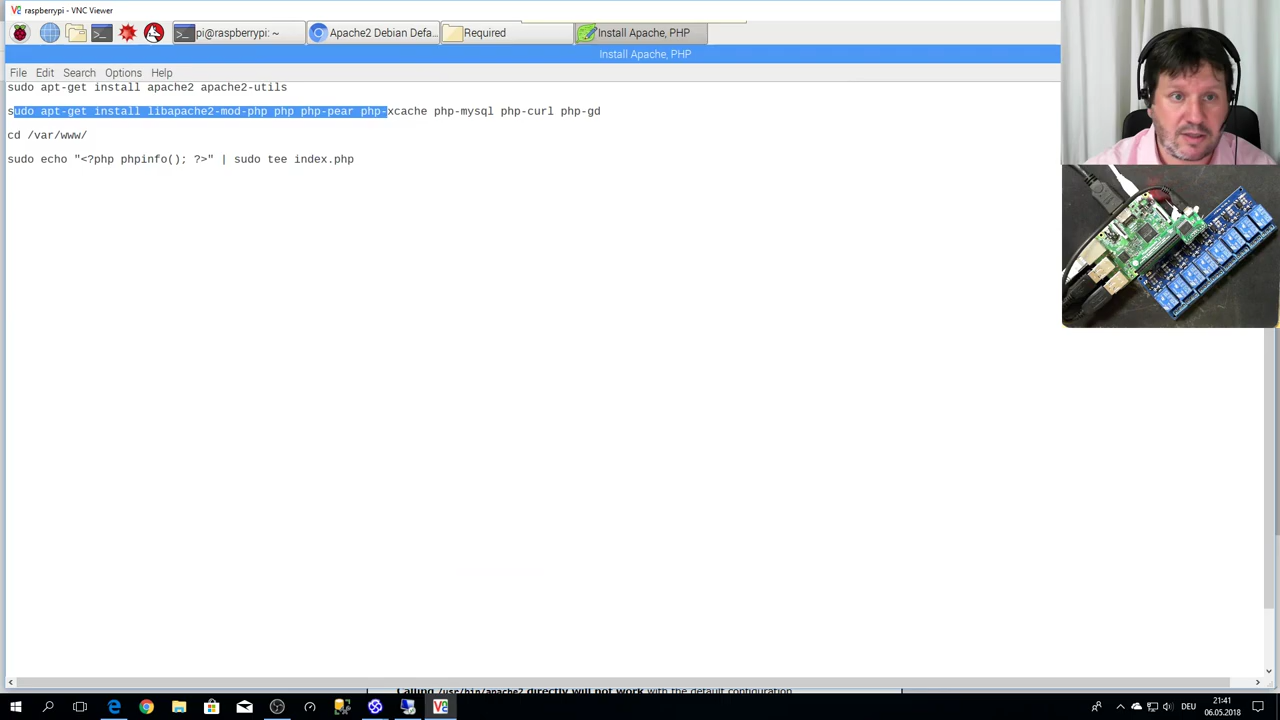 raspberrypi - VNC Viewer
pi@raspberrypi: ~
Apache2 Debian Defa...
Required
Install Apache, PHP
Install Apache, PHP
File Edit Search Options Help
sudo apt-get install apache2 apache2-utils
sudo apt-get install libapache2-mod-php php php-pear php-xcache php-mysql php-curl php-gd
cd /var/www/
sudo echo "<?php phpinfo(); ?>" | sudo tee index.php
Calling /usr/bin/apache2 directly will not work with the default configuration
DEU
21:41
06.05.2018